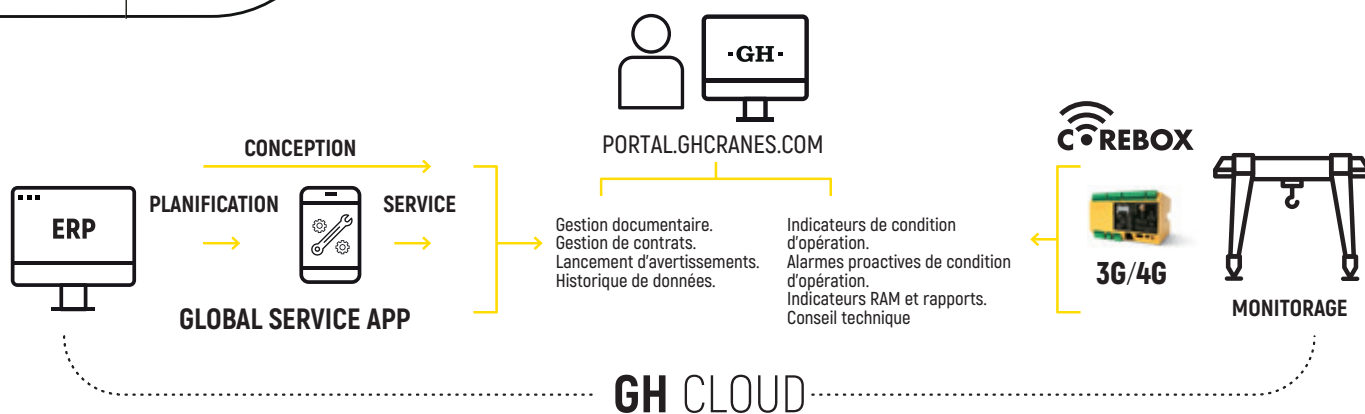 ·GH·
PORTAL.GHCRANES.COM
CONCEPTION
ERP
PLANIFICATION
SERVICE
GLOBAL SERVICE APP
Gestion documentaire.
Gestion de contrats.
Lancement d'avertissements.
Historique de données.
Indicateurs de condition
d'opération.
Alarmes proactives de condition
d'opération.
Indicateurs RAM et rapports.
Conseil technique
COREBOX
3G/4G
MONITORAGE
GH CLOUD